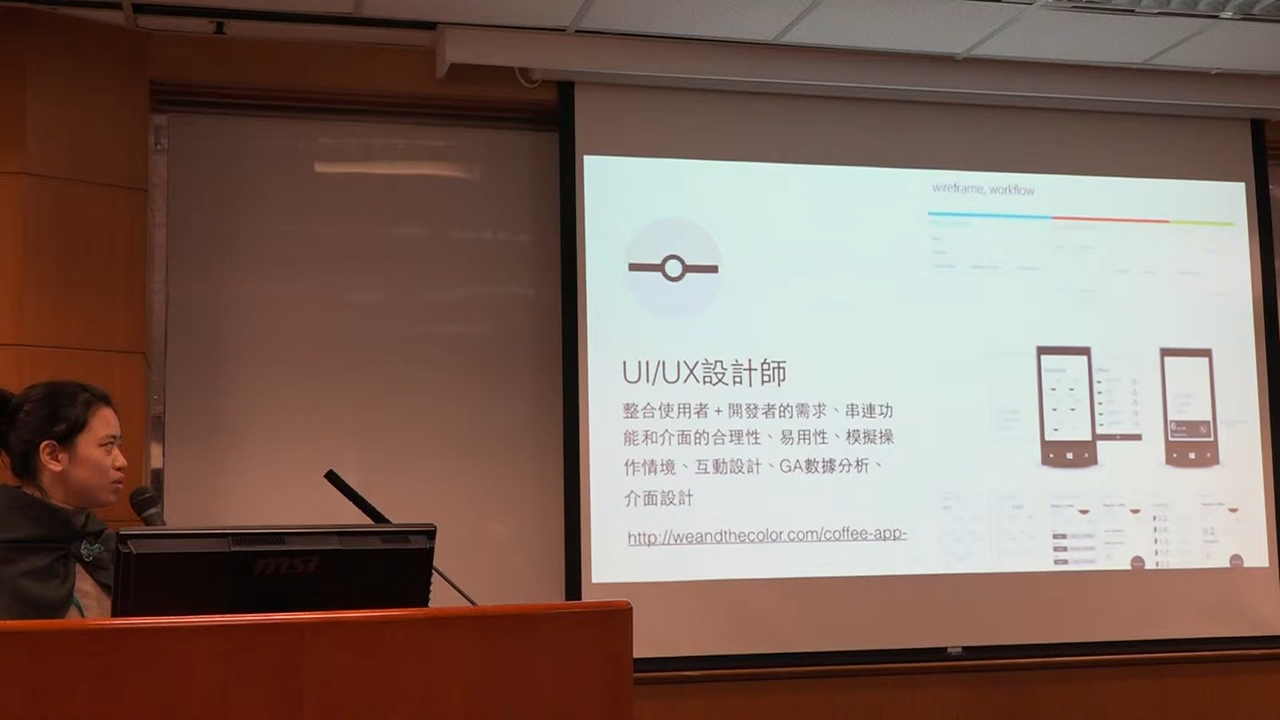 wireframe, workflow
UI/UX設計師
整合使用者 + 開發者的需求、串連功
能和介面的合理性、易用性、模擬操
作情境、互動設計、GA數據分析、
介面設計
http://weandthecolor.com/coffee-app-
msi